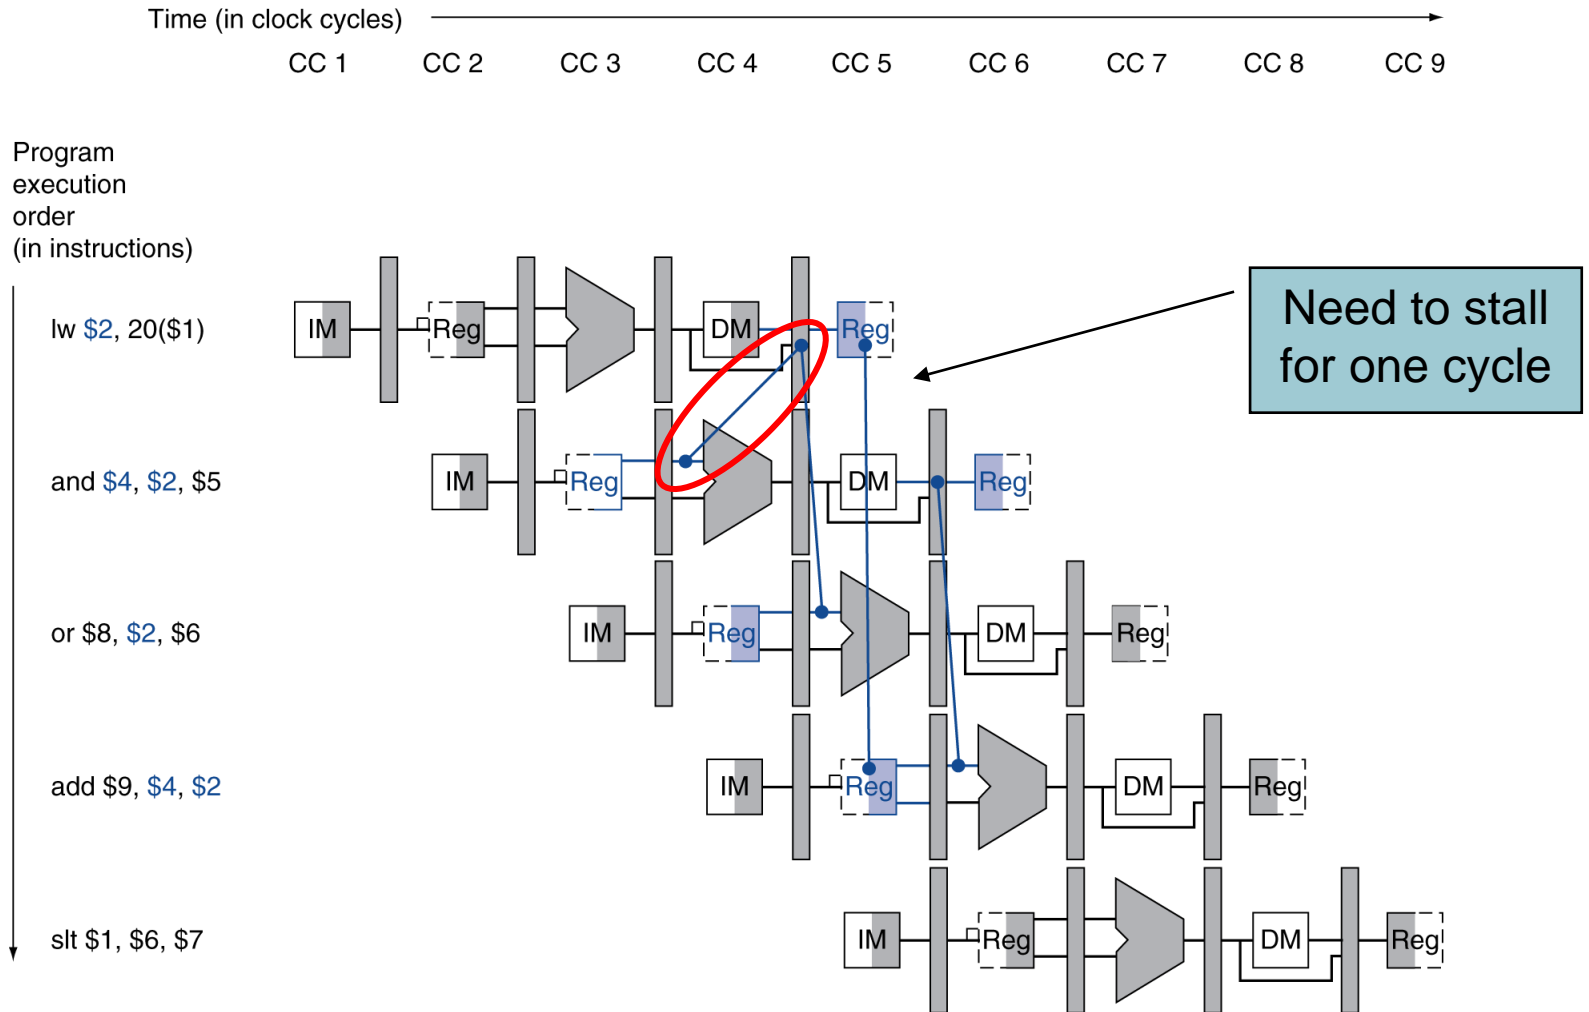 Time (in clock cycles)
CC 1 CC 2 CC 3 CC 4 CC 5 CC 6 CC 7 CC 8 CC 9
Program
execution
order
(in instructions)
Need to stall
for one cycle
lw $2, 20($1) IM Reg DM Reg
and $4, $2, $5 IM Reg DM Reg
or $8, $2, $6 IM Reg DM Reg
add $9, $4, $2 IM Reg DM Reg
slt $1, $6, $7 IM Reg DM Reg